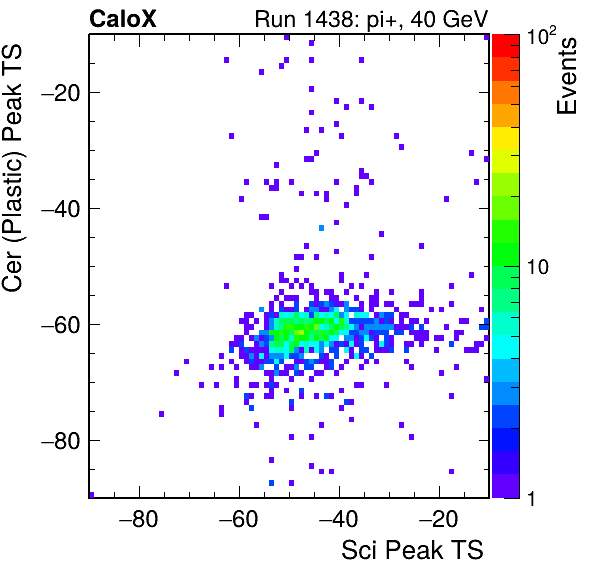 CaloX Run 1438: pi+, 40 GeV
Cer (Plastic) Peak TS
−20
−40
−60
−80
−80 −60 −40 −20
Sci Peak TS
10²
10
1
Events